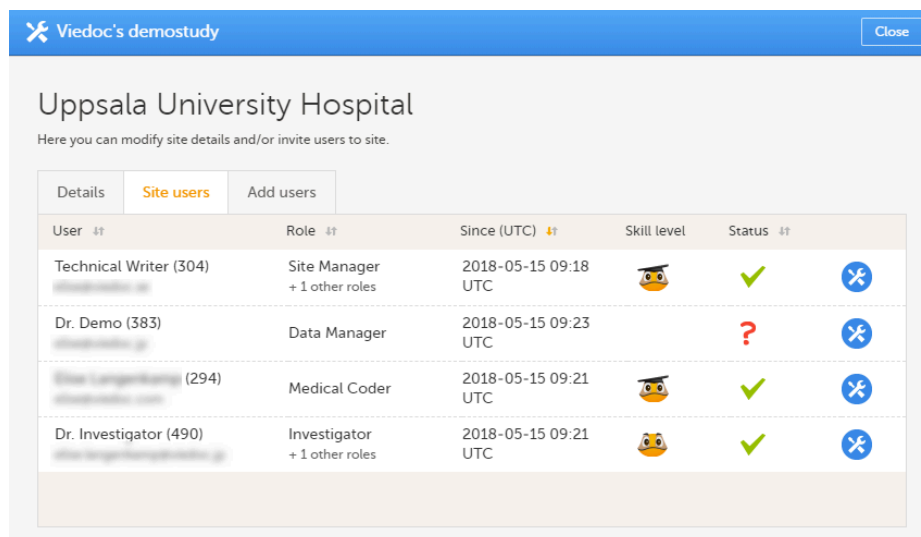 Viedoc's demostudy
Close
Uppsala University Hospital
Here you can modify site details and/or invite users to site.
Details
Site users
Add users
User
Role
Since (UTC)
Skill level
Status
Technical Writer (304)
Site Manager
+ 1 other roles
2018-05-15 09:18
UTC
Dr. Demo (383)
Data Manager
2018-05-15 09:23
UTC
?
(294)
Medical Coder
2018-05-15 09:21
UTC
Dr. Investigator (490)
Investigator
+ 1 other roles
2018-05-15 09:21
UTC